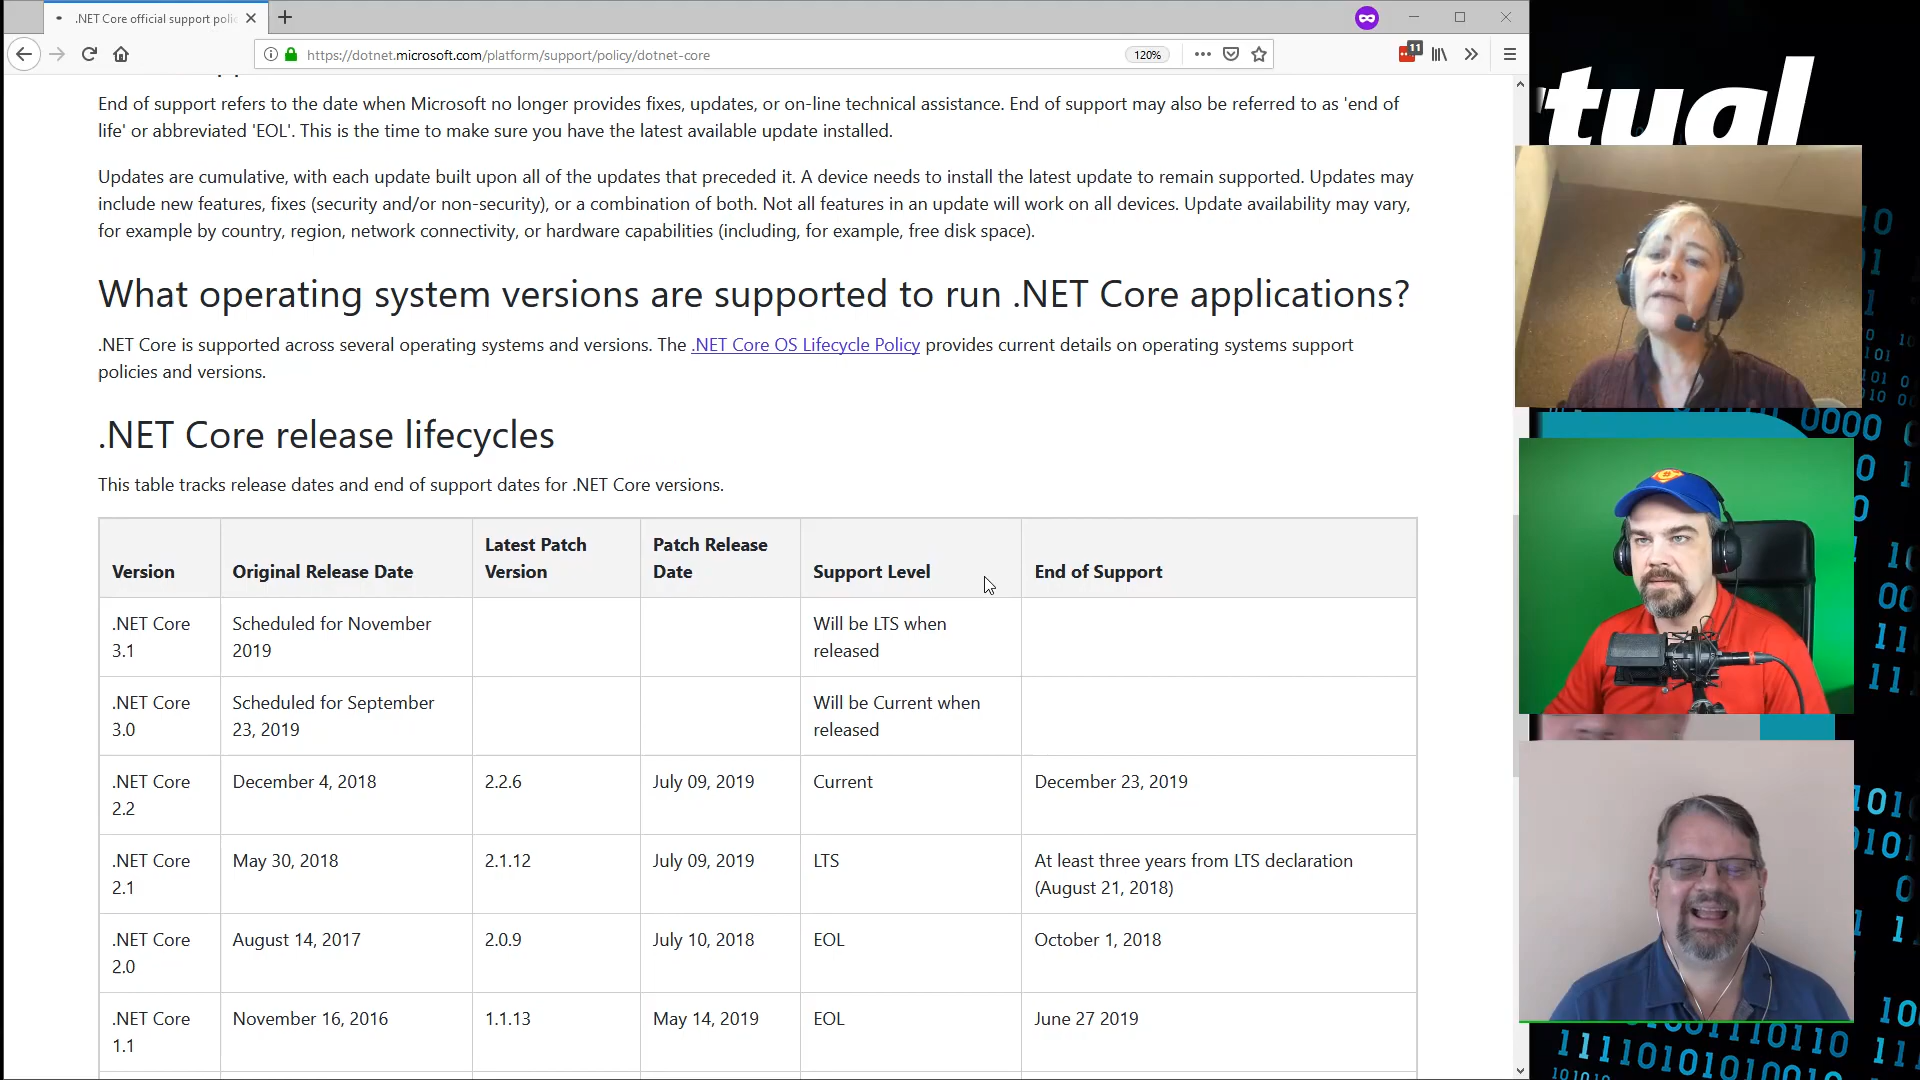 .NET Core official support polic
https://dotnet.microsoft.com/platform/support/policy/dotnet-core
120%
11
End of support refers to the date when Microsoft no longer provides fixes, updates, or on-line technical assistance. End of support may also be referred to as 'end of
life' or abbreviated 'EOL'. This is the time to make sure you have the latest available update installed.
Updates are cumulative, with each update built upon all of the updates that preceded it. A device needs to install the latest update to remain supported. Updates may
include new features, fixes (security and/or non-security), or a combination of both. Not all features in an update will work on all devices. Update availability may vary,
for example by country, region, network connectivity, or hardware capabilities (including, for example, free disk space).
What operating system versions are supported to run .NET Core applications?
.NET Core is supported across several operating systems and versions. The .NET Core OS Lifecycle Policy provides current details on operating systems support
policies and versions.
.NET Core release lifecycles
This table tracks release dates and end of support dates for .NET Core versions.
Version Original Release Date Latest Patch Version Patch Release Date Support Level End of Support
.NET Core 3.1 Scheduled for November 2019 Will be LTS when released
.NET Core 3.0 Scheduled for September 23, 2019 Will be Current when released
.NET Core 2.2 December 4, 2018 2.2.6 July 09, 2019 Current December 23, 2019
.NET Core 2.1 May 30, 2018 2.1.12 July 09, 2019 LTS At least three years from LTS declaration (August 21, 2018)
.NET Core 2.0 August 14, 2017 2.0.9 July 10, 2018 EOL October 1, 2018
.NET Core 1.1 November 16, 2016 1.1.13 May 14, 2019 EOL June 27 2019
tual